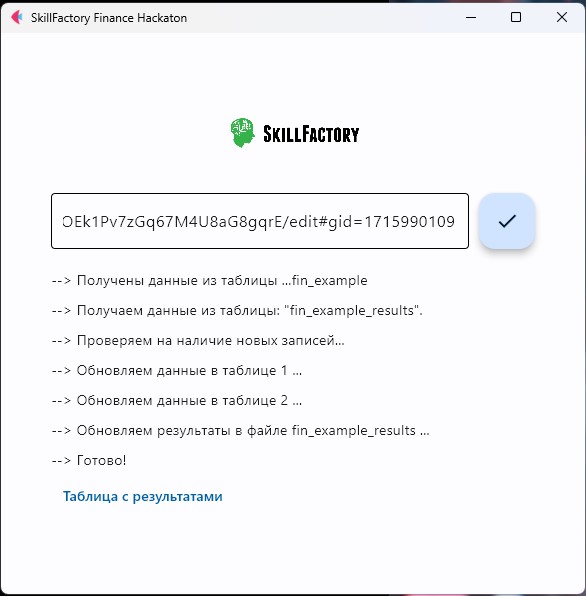 SkillFactory Finance Hackaton
SKILLFACTORY
OEk1Pv7zGq67M4U8aG8gqrE/edit#gid=1715990109
--> Получены данные из таблицы ...fin_example
--> Получаем данные из таблицы: "fin_example_results".
--> Проверяем на наличие новых записей...
--> Обновляем данные в таблице 1 ...
--> Обновляем данные в таблице 2 ...
--> Обновляем результаты в файле fin_example_results ...
--> Готово!
Таблица с результатами